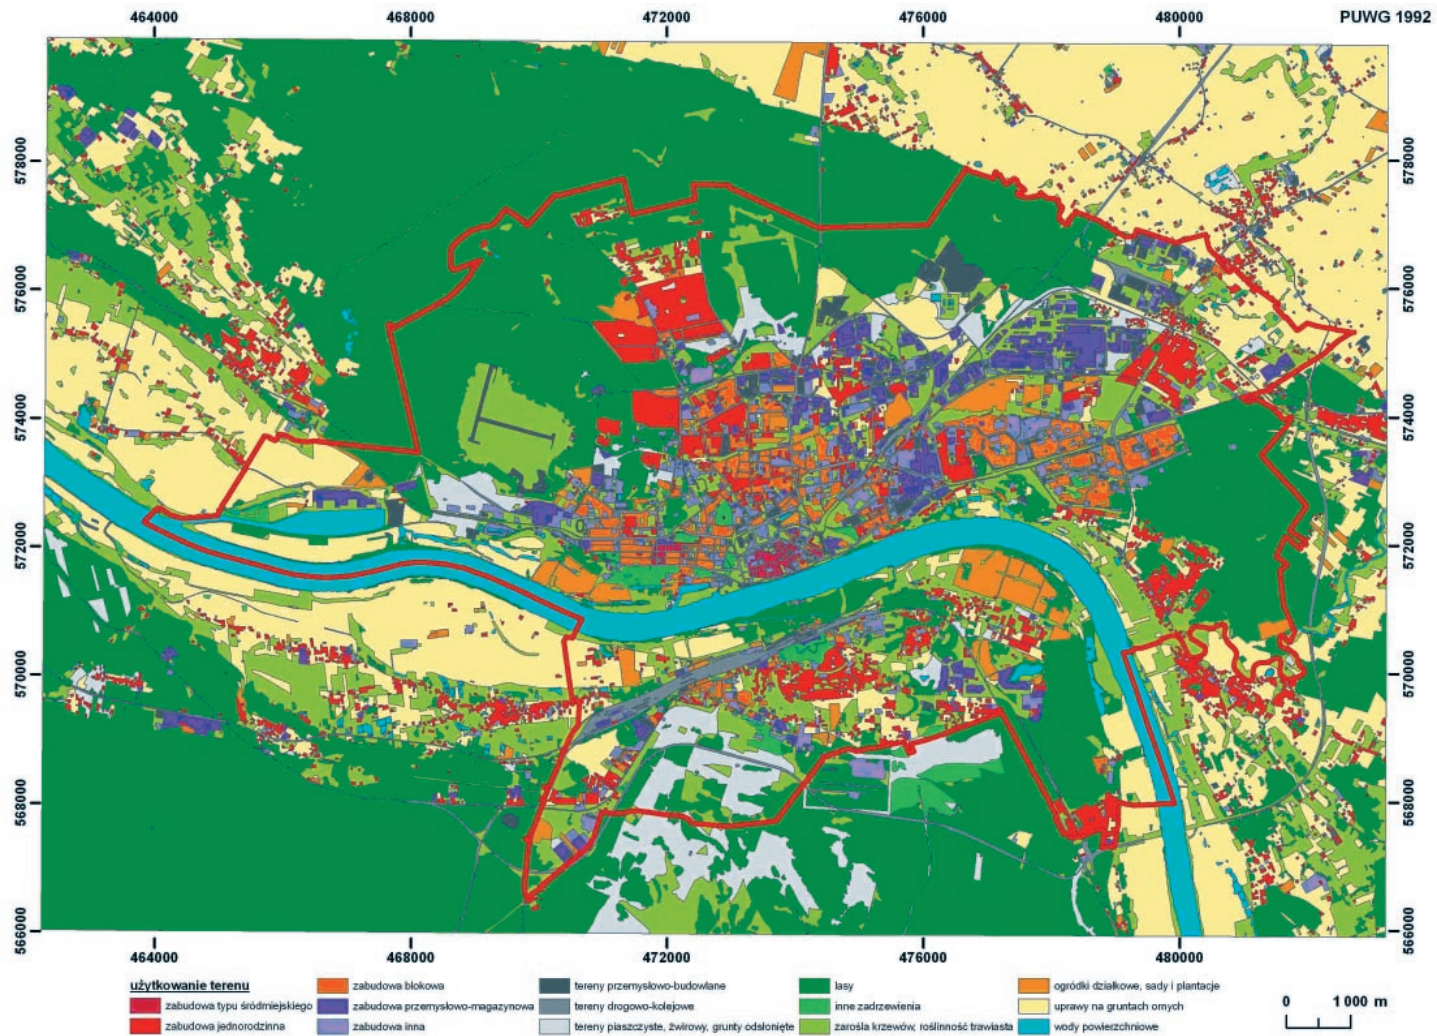 464000 468000 472000 476000 480000 PUWG 1992
578000 578000
576000 576000
574000 574000
572000 572000
570000 570000
568000 568000
566000 566000
464000 468000 472000 476000 480000
użytkowanie terenu
zabudowa typu śródmiejskiego
zabudowa jednorodzinna
zabudowa blokowa
zabudowa przemysłowo-magazynowa
zabudowa inna
tereny przemysłowo-budowlane
tereny drogowo-kolejowe
tereny piaszczyste, żwirowy, grunty odsłonięte
lasy
inne zadrzewienia
zarośla krzewów, roślinność trawiasta
ogródki działkowe, sady i plantacje
uprawy na gruntach ornych
wody powierzchniowe
0 1 000 m